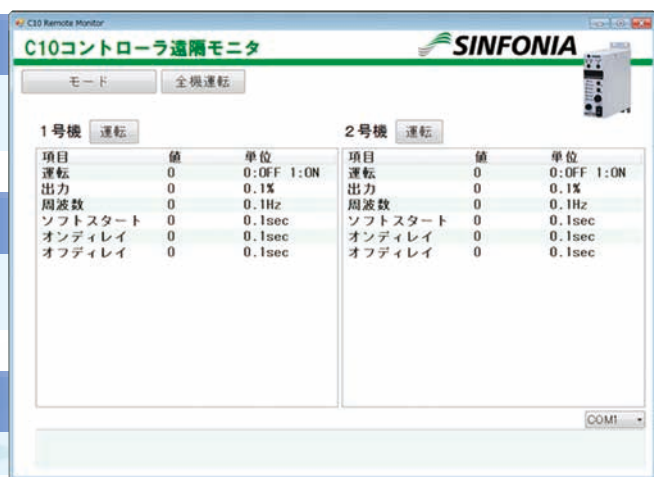 C10 Remote Monitor
C10コントローラ遠隔モニタ SINFONIA
モード 全機運転
1号機 運転 2号機 運転
項目 値 単位 項目 値 単位
運転 0 0:OFF 1:ON 運転 0 0:OFF 1:ON
出力 0 0.1% 出力 0 0.1%
周波数 0 0.1Hz 周波数 0 0.1Hz
ソフトスタート 0 0.1sec ソフトスタート 0 0.1sec
オンディレイ 0 0.1sec オンディレイ 0 0.1sec
オフディレイ 0 0.1sec オフディレイ 0 0.1sec
COM1